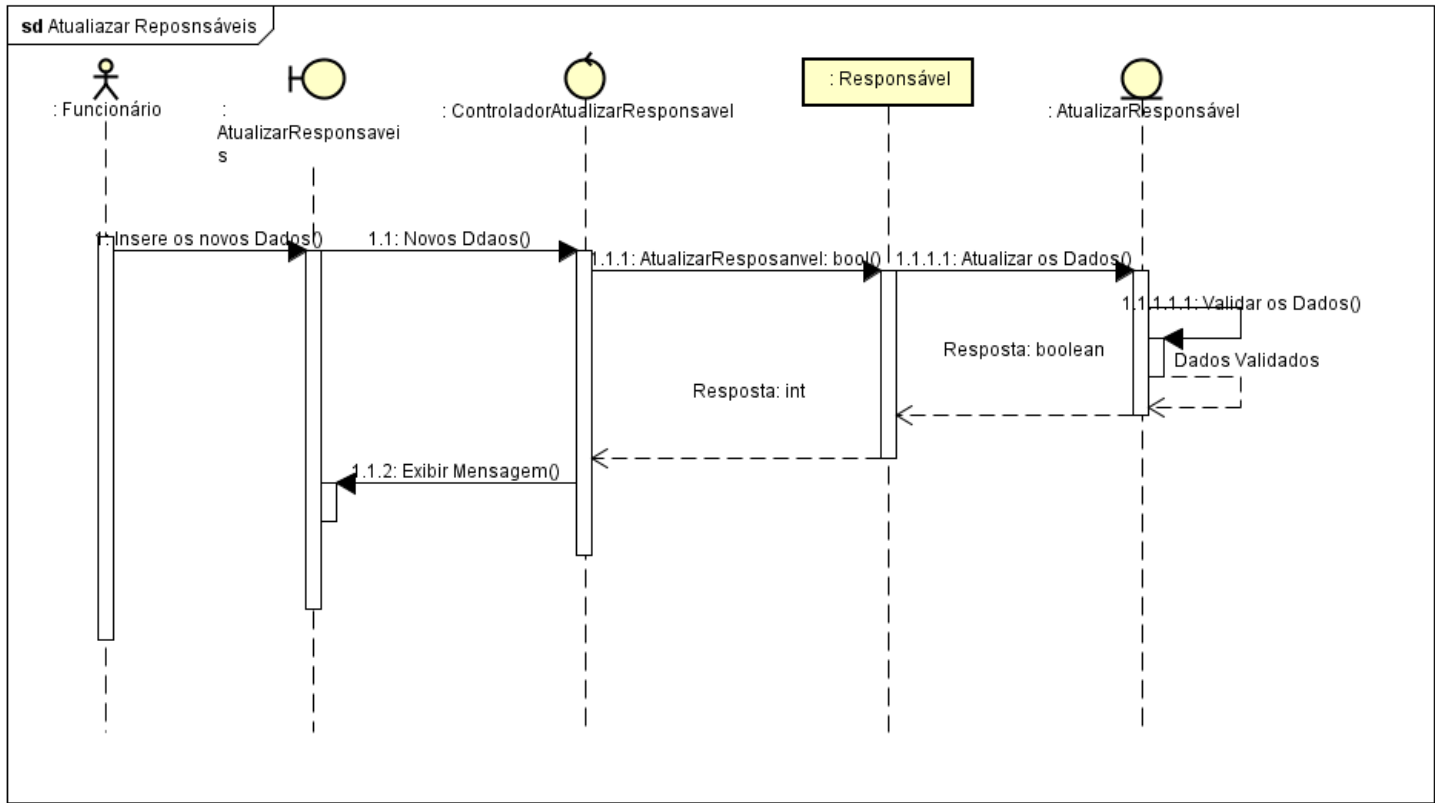 sd Atualiazar Reposnsáveis
: Funcionário
:
AtualizarResponsavei
s
: ControladorAtualizarResponsavel
: Responsável
: AtualizarResponsável
1: Insere os novos Dados()
1.1: Novos Ddaos()
1.1.1: AtualizarResposanvel: bool()
1.1.1.1: Atualizar os Dados()
1.1.1.1.1: Validar os Dados()
Resposta: boolean
Dados Validados
Resposta: int
1.1.2: Exibir Mensagem()